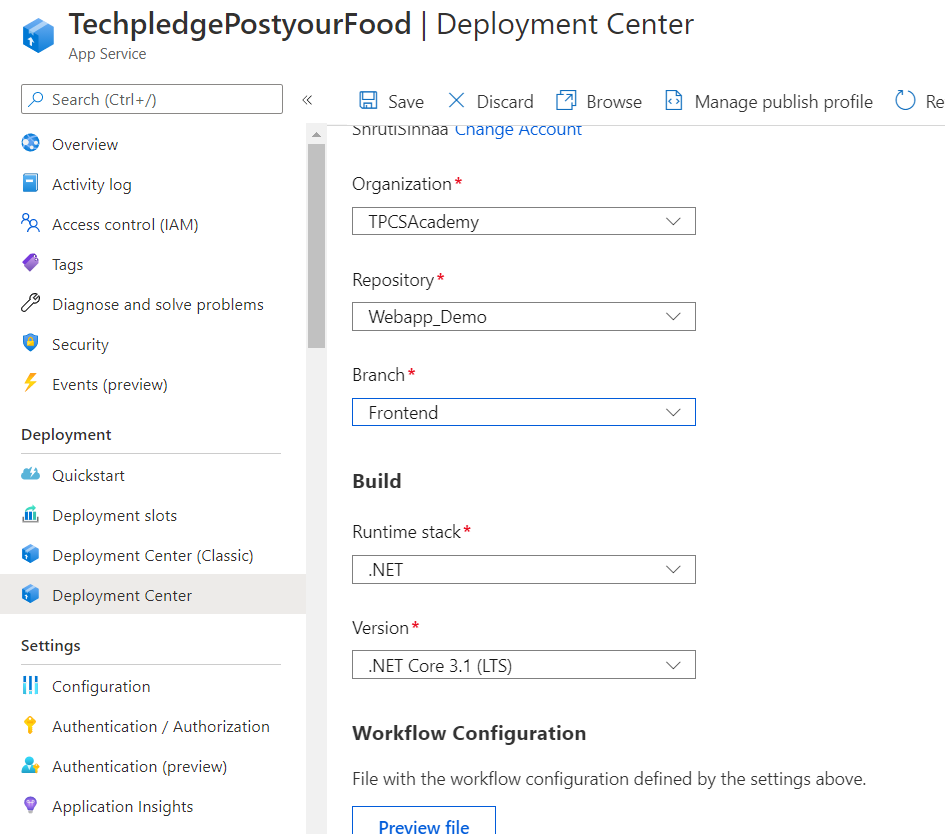 TechpledgePostyourFood | Deployment Center
App Service
Search (Ctrl+/)
«
Save
Discard
Browse
Manage publish profile
Re
Overview
Activity log
Access control (IAM)
Tags
Diagnose and solve problems
Security
Events (preview)
Deployment
Quickstart
Deployment slots
Deployment Center (Classic)
Deployment Center
Settings
Configuration
Authentication / Authorization
Authentication (preview)
Application Insights
ShrutiSinhaa Change Account
Organization *
TPCSAcademy
Repository *
Webapp_Demo
Branch *
Frontend
Build
Runtime stack *
.NET
Version *
.NET Core 3.1 (LTS)
Workflow Configuration
File with the workflow configuration defined by the settings above.
Preview file